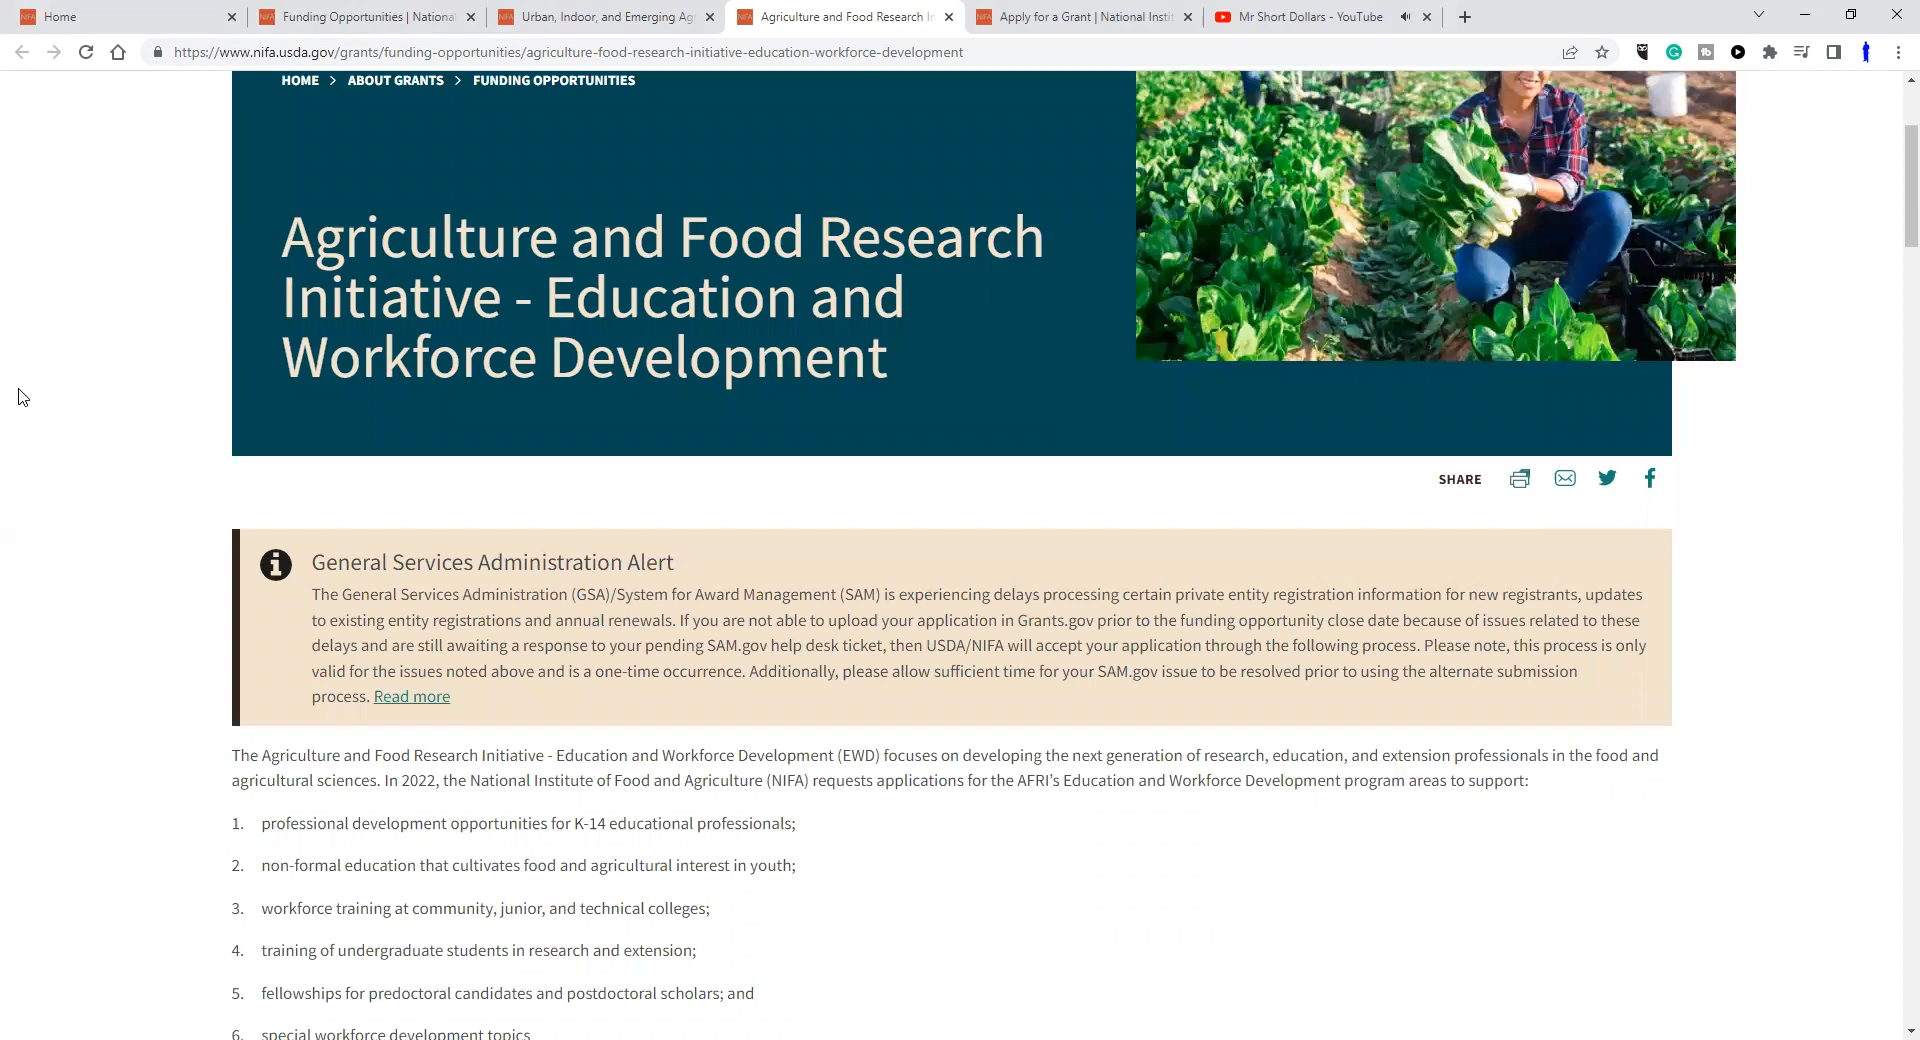 Home
Funding Opportunities | National
Urban, Indoor, and Emerging Ag
Agriculture and Food Research In
Apply for a Grant | National Instit
Mr Short Dollars - YouTube
https://www.nifa.usda.gov/grants/funding-opportunities/agriculture-food-research-initiative-education-workforce-development
HOME > ABOUT GRANTS > FUNDING OPPORTUNITIES
Agriculture and Food Research
Initiative - Education and
Workforce Development
SHARE
General Services Administration Alert
The General Services Administration (GSA)/System for Award Management (SAM) is experiencing delays processing certain private entity registration information for new registrants, updates
to existing entity registrations and annual renewals. If you are not able to upload your application in Grants.gov prior to the funding opportunity close date because of issues related to these
delays and are still awaiting a response to your pending SAM.gov help desk ticket, then USDA/NIFA will accept your application through the following process. Please note, this process is only
valid for the issues noted above and is a one-time occurrence. Additionally, please allow sufficient time for your SAM.gov issue to be resolved prior to using the alternate submission
process. Read more
The Agriculture and Food Research Initiative - Education and Workforce Development (EWD) focuses on developing the next generation of research, education, and extension professionals in the food and
agricultural sciences. In 2022, the National Institute of Food and Agriculture (NIFA) requests applications for the AFRI's Education and Workforce Development program areas to support:
1. professional development opportunities for K-14 educational professionals;
2. non-formal education that cultivates food and agricultural interest in youth;
3. workforce training at community, junior, and technical colleges;
4. training of undergraduate students in research and extension;
5. fellowships for predoctoral candidates and postdoctoral scholars; and
6. special workforce development topics